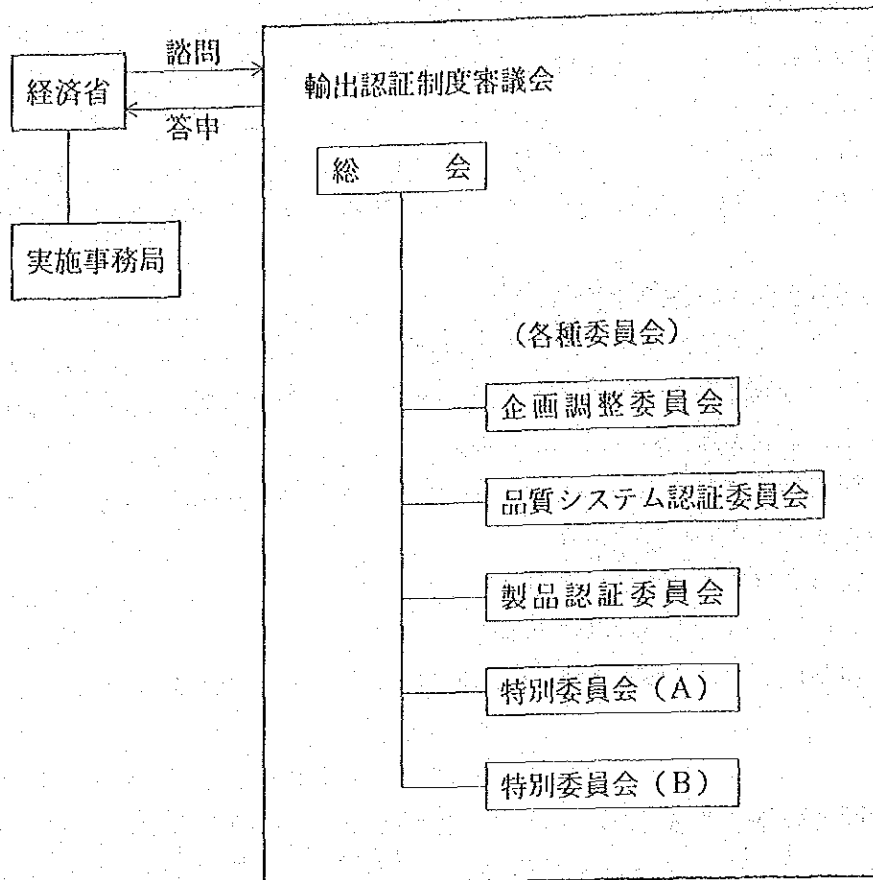 諮問
経済省
答申
実施事務局
輸出認証制度審議会
総　会
（各種委員会）
企画調整委員会
品質システム認証委員会
製品認証委員会
特別委員会（A）
特別委員会（B）